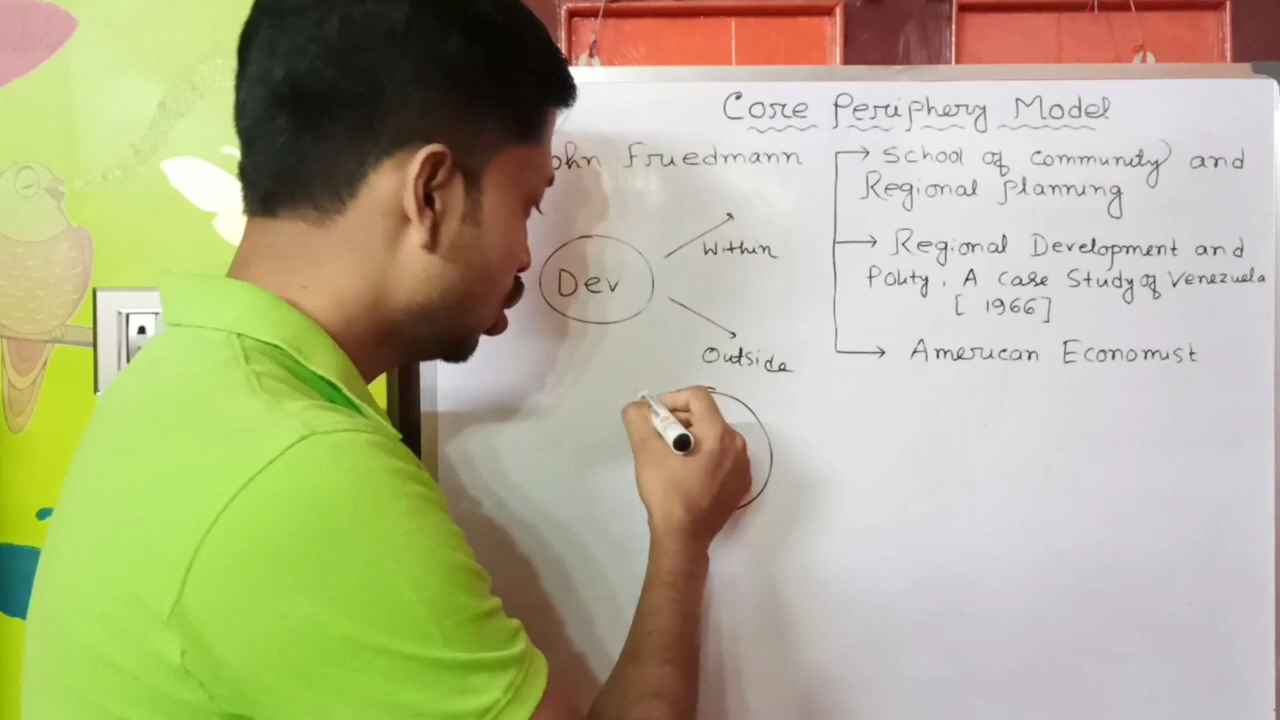 Core Periphery Model
ohn Friedmann
School of community and
Regional planning
Within
Dev
Regional Development and
Polity, A case Study of Venezuela
[ 1966 ]
Outside
American Economist